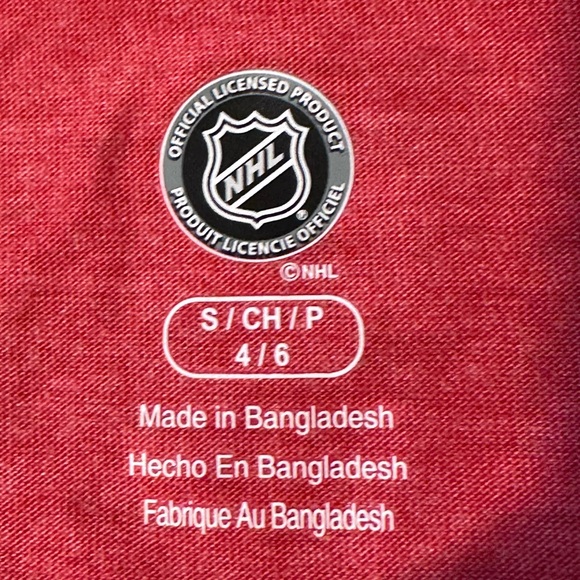 OFFICIAL LICENSED PRODUCT
NHL
®
PRODUIT LICENCIE OFFICIEL
©NHL
S / CH / P
4 / 6
Made in Bangladesh
Hecho En Bangladesh
Fabrique Au Bangladesh